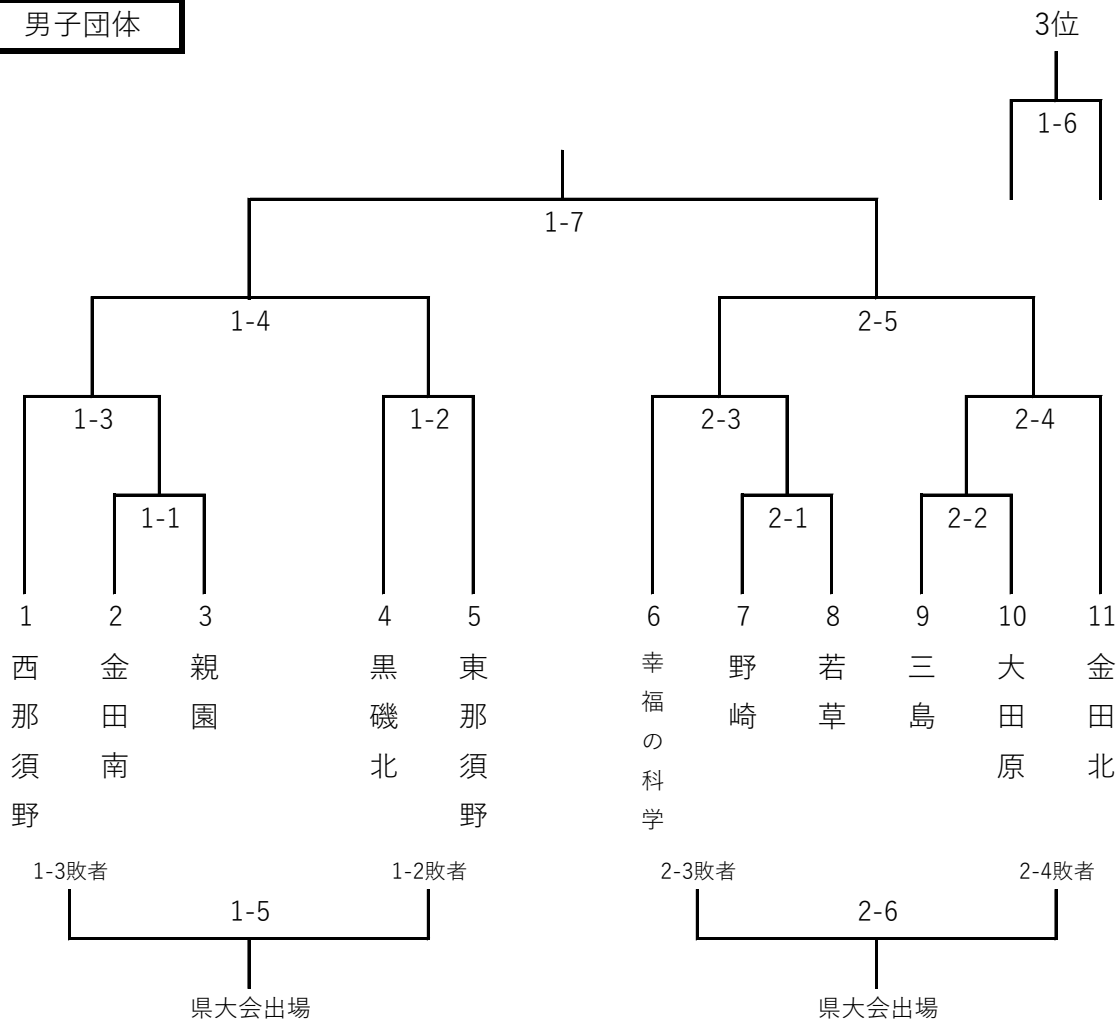 男子団体
3位
1-6
1-7
1-4
2-5
1-3
1-2
2-3
2-4
1-1
2-1
2-2
1 2 3 4 5 6 7 8 9 10 11
西那須野
金田南
親園
黒磯北
東那須野
幸福の科学
野崎
若草
三島
大田原
金田北
1-3敗者 1-2敗者 2-3敗者 2-4敗者
1-5 2-6
県大会出場 県大会出場